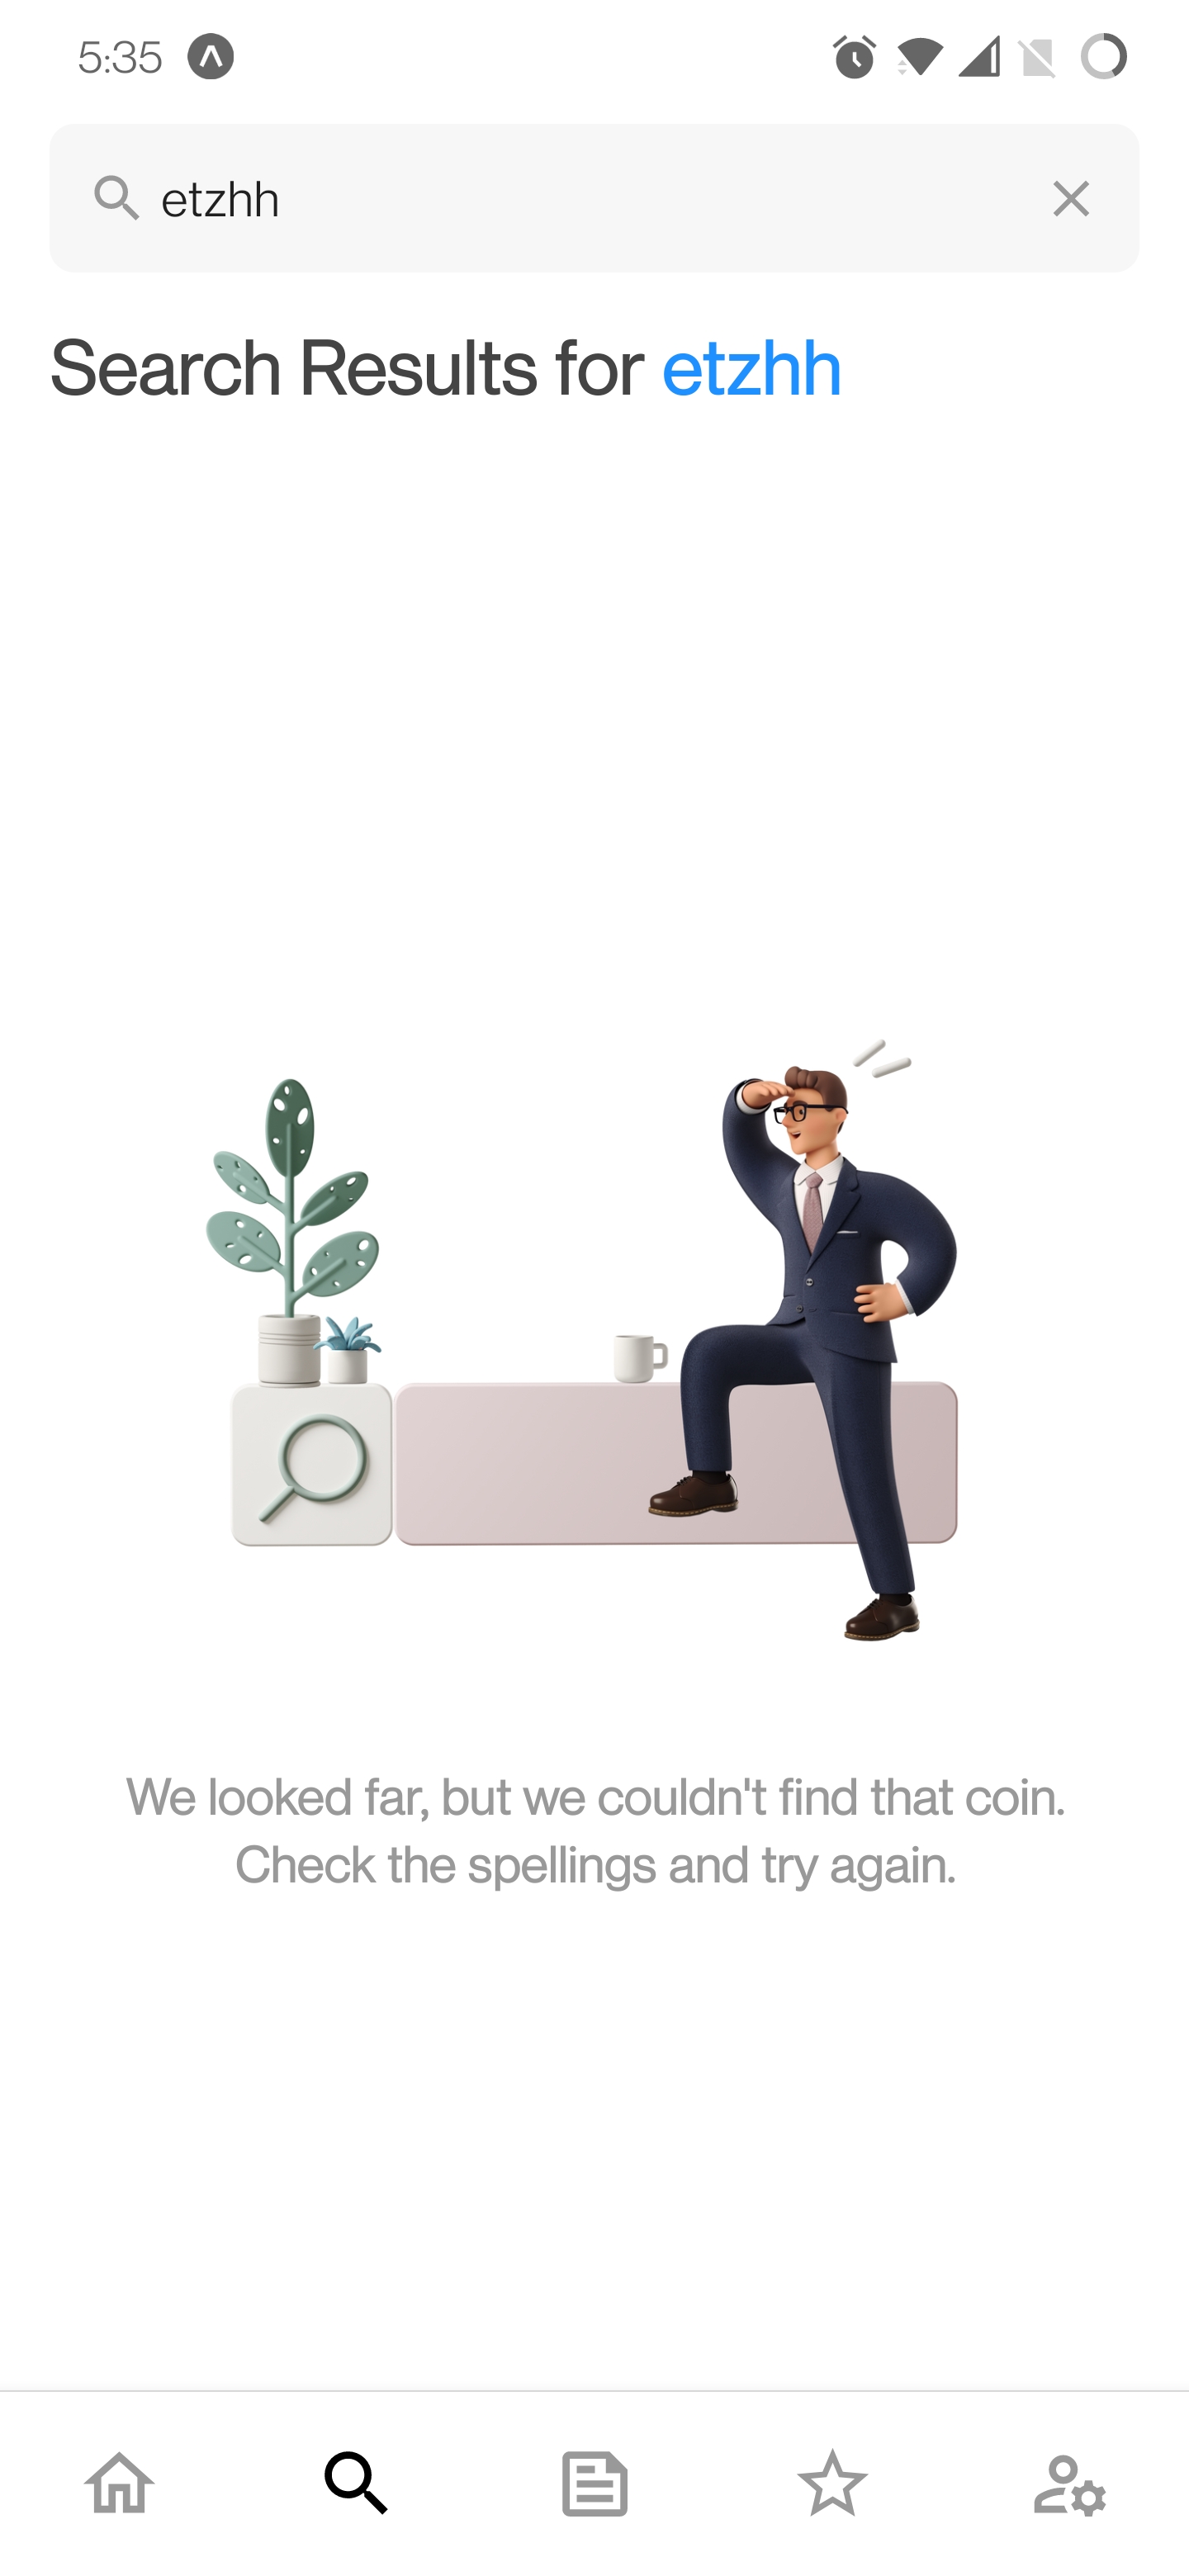 5:35
etzhh
Search Results for etzhh
We looked far, but we couldn't find that coin.
Check the spellings and try again.